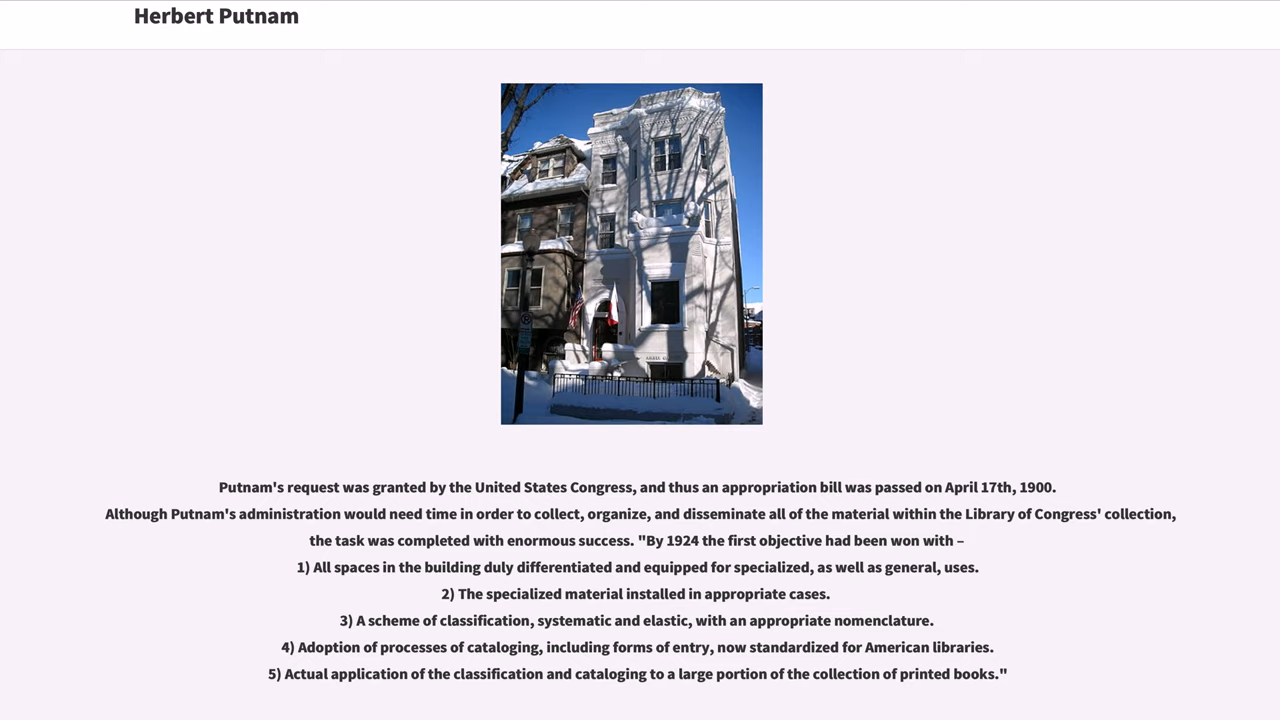 Herbert Putnam
Putnam's request was granted by the United States Congress, and thus an appropriation bill was passed on April 17th, 1900.
Although Putnam's administration would need time in order to collect, organize, and disseminate all of the material within the Library of Congress' collection,
the task was completed with enormous success. "By 1924 the first objective had been won with –
1) All spaces in the building duly differentiated and equipped for specialized, as well as general, uses.
2) The specialized material installed in appropriate cases.
3) A scheme of classification, systematic and elastic, with an appropriate nomenclature.
4) Adoption of processes of cataloging, including forms of entry, now standardized for American libraries.
5) Actual application of the classification and cataloging to a large portion of the collection of printed books."